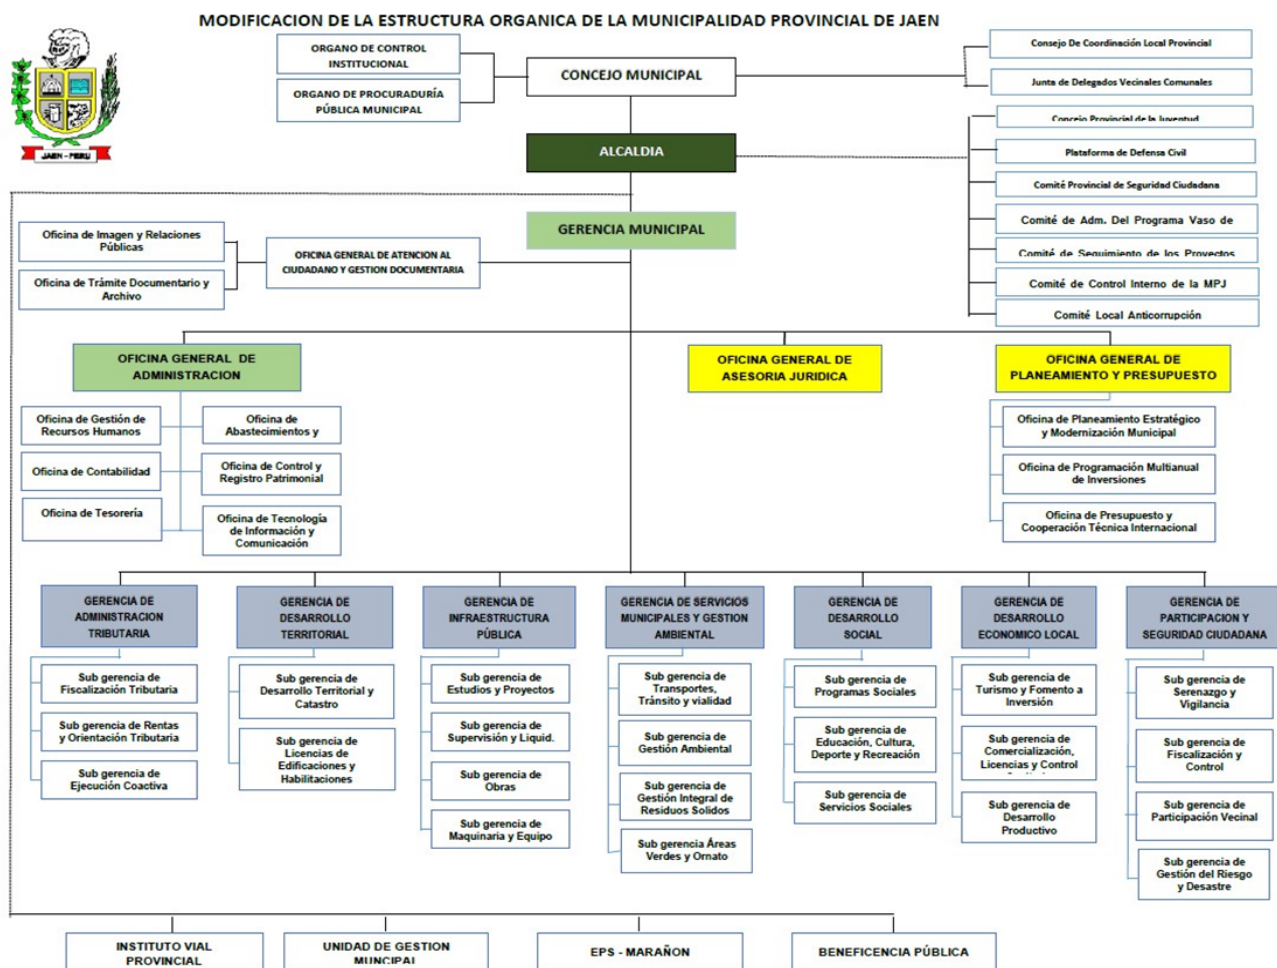 MODIFICACION DE LA ESTRUCTURA ORGANICA DE LA MUNICIPALIDAD PROVINCIAL DE JAEN
JAEN - PERU
ORGANO DE CONTROL
INSTITUCIONAL
ORGANO DE PROCURADURÍA
PÚBLICA MUNICIPAL
CONCEJO MUNICIPAL
Consejo De Coordinación Local Provincial
Junta de Delegados Vecinales Comunales
ALCALDIA
Concejo Provincial de la Juventud
Plataforma de Defensa Civil
Comité Provincial de Seguridad Ciudadana
Comité de Adm. Del Programa Vaso de
Comité de Seguimiento de los Proyectos
Comité de Control Interno de la MPJ
Comité Local Anticorrupción
GERENCIA MUNICIPAL
Oficina de Imagen y Relaciones
Públicas
Oficina de Trámite Documentario y
Archivo
OFICINA GENERAL DE ATENCION AL
CIUDADANO Y GESTION DOCUMENTARIA
OFICINA GENERAL DE
ADMINISTRACION
OFICINA GENERAL DE
ASESORIA JURIDICA
OFICINA GENERAL DE
PLANEAMIENTO Y PRESUPUESTO
Oficina de Gestión de
Recursos Humanos
Oficina de
Abastecimientos y
Oficina de Contabilidad
Oficina de Control y
Registro Patrimonial
Oficina de Tesorería
Oficina de Tecnología
de Información y
Comunicación
Oficina de Planeamiento Estratégico
y Modernización Municipal
Oficina de Programación Multianual
de Inversiones
Oficina de Presupuesto y
Cooperación Técnica Internacional
GERENCIA DE
ADMINISTRACION
TRIBUTARIA
Sub gerencia de
Fiscalización Tributaria
Sub gerencia de Rentas
y Orientación Tributaria
Sub gerencia de
Ejecución Coactiva
GERENCIA DE
DESARROLLO
TERRITORIAL
Sub gerencia de
Desarrollo Territorial y
Catastro
Sub gerencia de
Licencias de
Edificaciones y
Habilitaciones
GERENCIA DE
INFRAESTRUCTURA
PÚBLICA
Sub gerencia de
Estudios y Proyectos
Sub gerencia de
Supervisión y Liquid.
Sub gerencia de
Obras
Sub gerencia de
Maquinaria y Equipo
GERENCIA DE SERVICIOS
MUNICIPALES Y GESTION
AMBIENTAL
Sub gerencia de
Transportes,
Tránsito y vialidad
Sub gerencia de
Gestión Ambiental
Sub gerencia de
Gestión Integral de
Residuos Solidos
Sub gerencia Áreas
Verdes y Ornato
GERENCIA DE
DESARROLLO
SOCIAL
Sub gerencia de
Programas Sociales
Sub gerencia de
Educación, Cultura,
Deporte y Recreación
Sub gerencia de
Servicios Sociales
GERENCIA DE
DESARROLLO
ECONOMICO LOCAL
Sub gerencia de
Turismo y Fomento a
Inversión
Sub gerencia de
Comercialización,
Licencias y Control
Sub gerencia de
Desarrollo
Productivo
GERENCIA DE
PARTICIPACION Y
SEGURIDAD CIUDADANA
Sub gerencia de
Serenazgo y
Vigilancia
Sub gerencia de
Fiscalización y
Control
Sub gerencia de
Participación Vecinal
Sub gerencia de
Gestión del Riesgo
y Desastre
INSTITUTO VIAL
PROVINCIAL
UNIDAD DE GESTION
MUNCIPAL
EPS - MARAÑON
BENEFICENCIA PÚBLICA